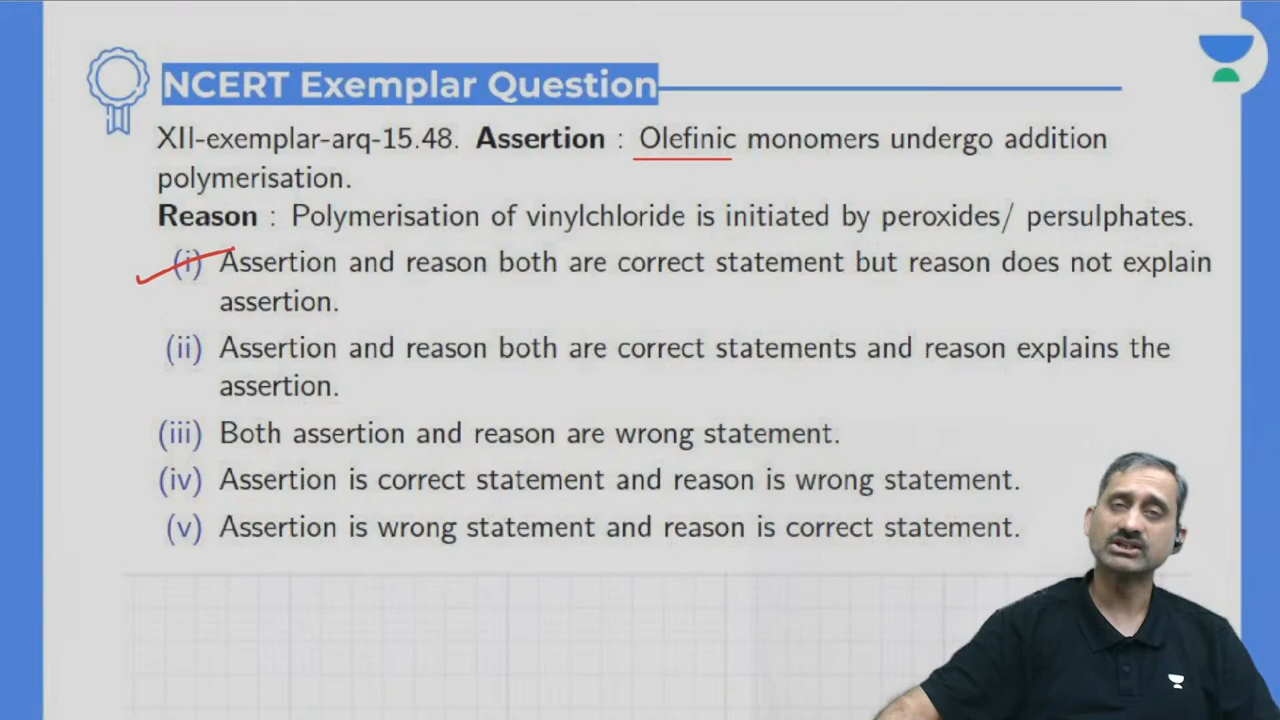 NCERT Exemplar Question
XII-exemplar-arq-15.48. Assertion : Olefinic monomers undergo addition
polymerisation.
Reason : Polymerisation of vinylchloride is initiated by peroxides/ persulphates.
(i) Assertion and reason both are correct statement but reason does not explain
assertion.
(ii) Assertion and reason both are correct statements and reason explains the
assertion.
(iii) Both assertion and reason are wrong statement.
(iv) Assertion is correct statement and reason is wrong statement.
(v) Assertion is wrong statement and reason is correct statement.